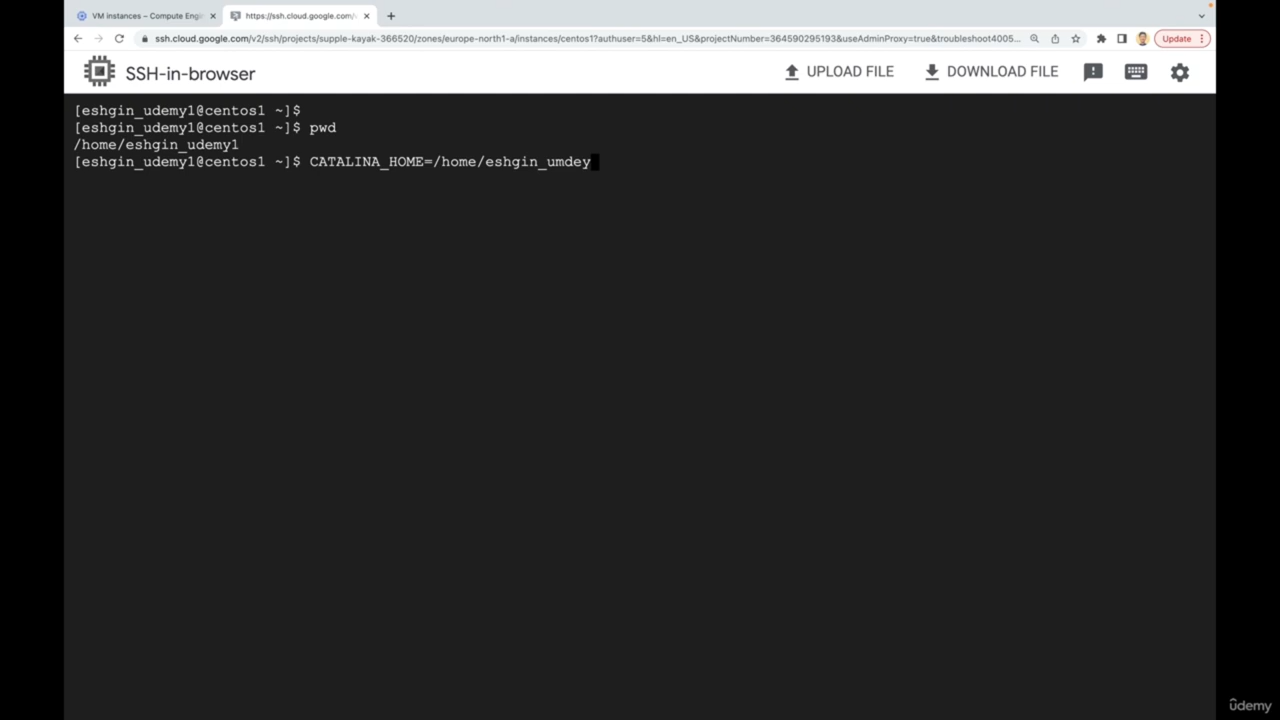 VM instances – Compute Engi
https://ssh.cloud.google.com/v
ssh.cloud.google.com/v2/ssh/projects/supple-kayak-366520/zones/europe-north1-a/instances/centos1?authuser=5&hl=en_US&projectNumber=364590295193&useAdminProxy=true&troubleshoot4005...
Update
SSH-in-browser
UPLOAD FILE
DOWNLOAD FILE
[eshgin_udemy1@centos1 ~]$
[eshgin_udemy1@centos1 ~]$ pwd
/home/eshgin_udemy1
[eshgin_udemy1@centos1 ~]$ CATALINA_HOME=/home/eshgin_umdey
udemy